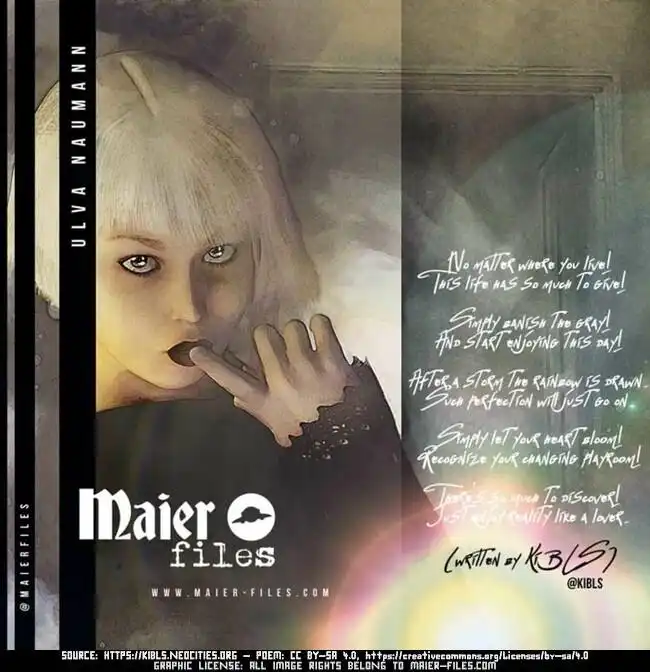 ULVA NAUMANN
@MAIERFILES
No matter where you live!
This life has so much to give!
Simply banish the gray!
And start enjoying this day!
After a storm the rainbow is drawn..
Such perfection will just go on
Simply let your heart bloom!
Recognize your changing playroom!
There's so much to discover!
Just enjoy reality like a lover..
Maier
files
WWW.MAIER-FILES.COM
(written by KiBL(S)
@KIBLS
SOURCE: HTTPS://KIBLS.NEOCITIES.ORG – POEM: CC BY-SA 4.0, https://creativecommons.org/licenses/by-sa/4.0
GRAPHIC LICENSE: ALL IMAGE RIGHTS BELONG TO MAIER-FILES.COM